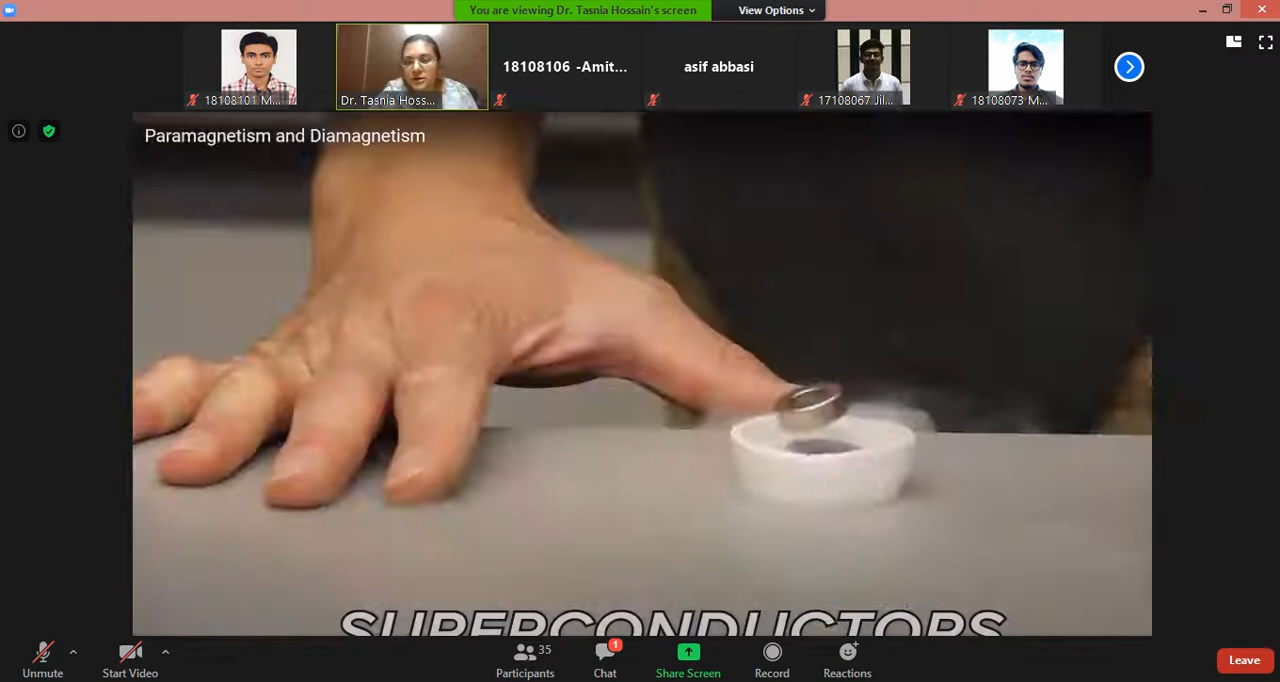 You are viewing Dr. Tasnia Hossain's screen
View Options
18108101 M...
Dr. Tasnia Hoss...
18108106 -Amit...
asif abbasi
17108067 Jil...
18108073 M...
Paramagnetism and Diamagnetism
SUPERCONDUCTORS
Unmute
Start Video
Participants
35
Chat
1
Share Screen
Record
Reactions
Leave